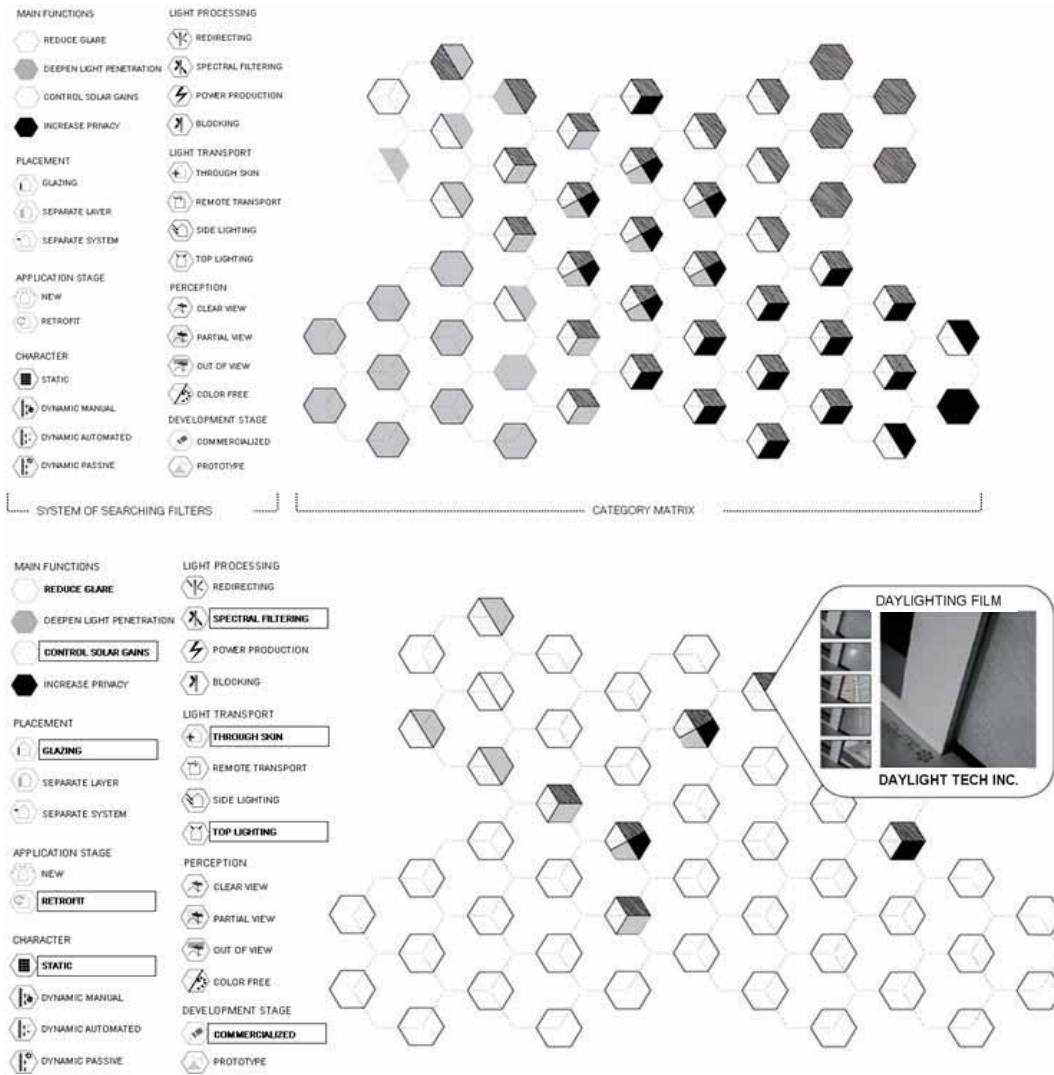 MAIN FUNCTIONS
REDUCE GLARE
DEEPEN LIGHT PENETRATION
CONTROL SOLAR GAINS
INCREASE PRIVACY
PLACEMENT
GLAZING
SEPARATE LAYER
SEPARATE SYSTEM
APPLICATION STAGE
NEW
RETROFIT
CHARACTER
STATIC
DYNAMIC MANUAL
DYNAMIC AUTOMATED
DYNAMIC PASSIVE
LIGHT PROCESSING
REDIRECTING
SPECTRAL FILTERING
POWER PRODUCTION
BLOCKING
LIGHT TRANSPORT
THROUGH SKIN
REMOTE TRANSPORT
SIDE LIGHTING
TOP LIGHTING
PERCEPTION
CLEAR VIEW
PARTIAL VIEW
OUT OF VIEW
COLOR FREE
DEVELOPMENT STAGE
COMMERCIALIZED
PROTOTYPE
SYSTEM OF SEARCHING FILTERS
CATEGORY MATRIX
MAIN FUNCTIONS
REDUCE GLARE
DEEPEN LIGHT PENETRATION
CONTROL SOLAR GAINS
INCREASE PRIVACY
PLACEMENT
GLAZING
SEPARATE LAYER
SEPARATE SYSTEM
APPLICATION STAGE
NEW
RETROFIT
CHARACTER
STATIC
DYNAMIC MANUAL
DYNAMIC AUTOMATED
DYNAMIC PASSIVE
LIGHT PROCESSING
REDIRECTING
SPECTRAL FILTERING
POWER PRODUCTION
BLOCKING
LIGHT TRANSPORT
THROUGH SKIN
REMOTE TRANSPORT
SIDE LIGHTING
TOP LIGHTING
PERCEPTION
CLEAR VIEW
PARTIAL VIEW
OUT OF VIEW
COLOR FREE
DEVELOPMENT STAGE
COMMERCIALIZED
PROTOTYPE
DAYLIGHTING FILM
DAYLIGHT TECH INC.